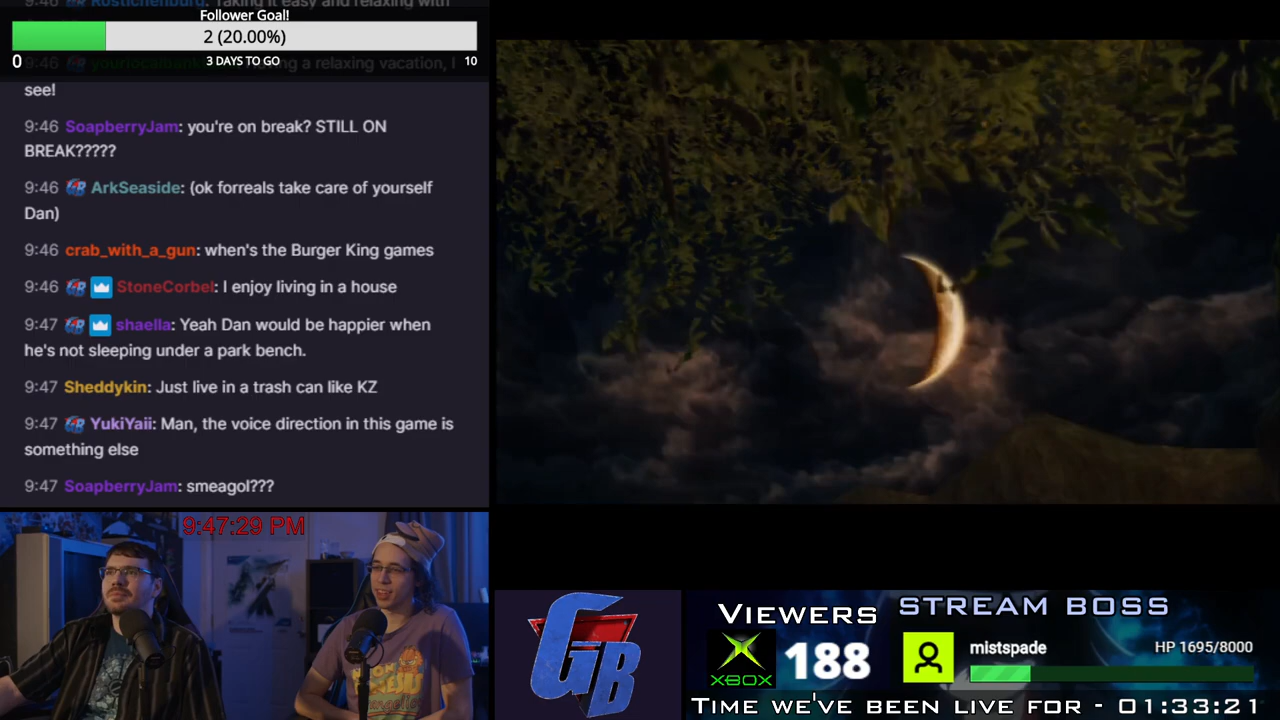 Follower Goal!
2 (20.00%)
0
3 DAYS TO GO
10
see!
9:46 SoapberryJam: you're on break? STILL ON
BREAK?????
9:46 ArkSeaside: (ok forreals take care of yourself
Dan)
9:46 crab_with_a_gun: when's the Burger King games
9:46 StoneCorbel: I enjoy living in a house
9:47 shaella: Yeah Dan would be happier when
he's not sleeping under a park bench.
9:47 Sheddykin: Just live in a trash can like KZ
9:47 YukiYaii: Man, the voice direction in this game is
something else
9:47 SoapberryJam: smeagol???
9:47:29 PM
GB
VIEWERS
XBOX
188
STREAM BOSS
mistspade
HP 1695/8000
TIME WE'VE BEEN LIVE FOR - 01:33:21